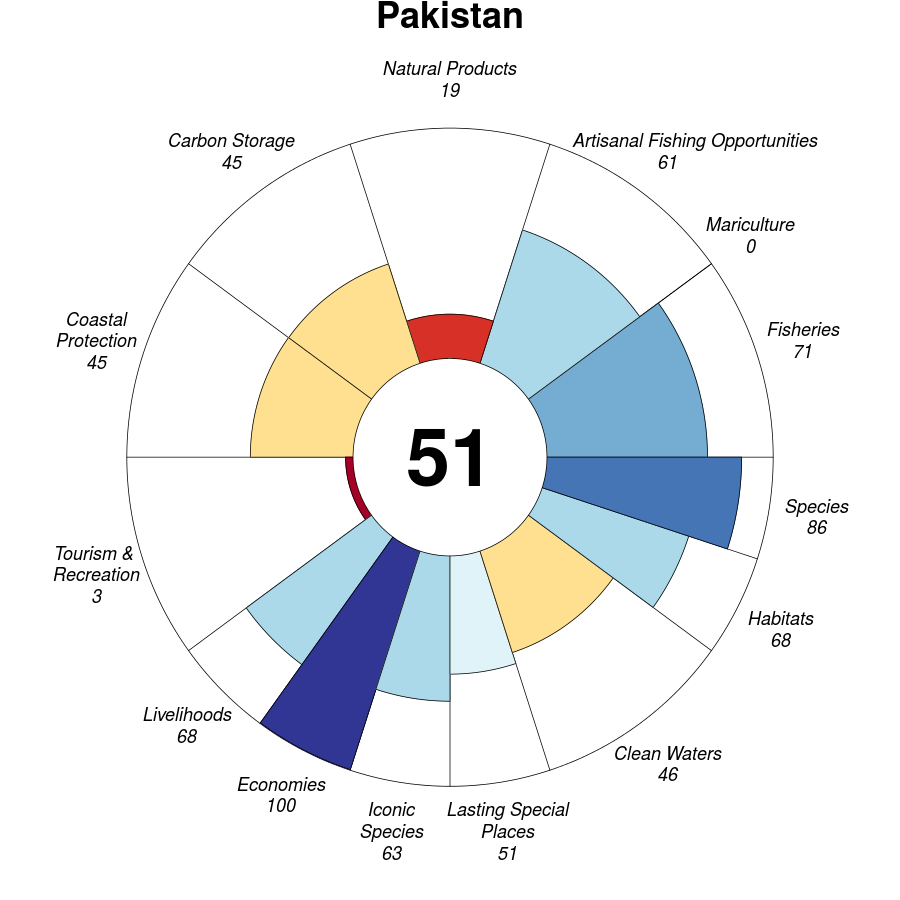 Pakistan
Natural Products
19
Artisanal Fishing Opportunities
61
Mariculture
0
Fisheries
71
Species
86
Habitats
68
Clean Waters
46
Lasting Special
Places
51
Iconic
Species
63
Economies
100
Livelihoods
68
Tourism &
Recreation
3
Coastal
Protection
45
Carbon Storage
45
51